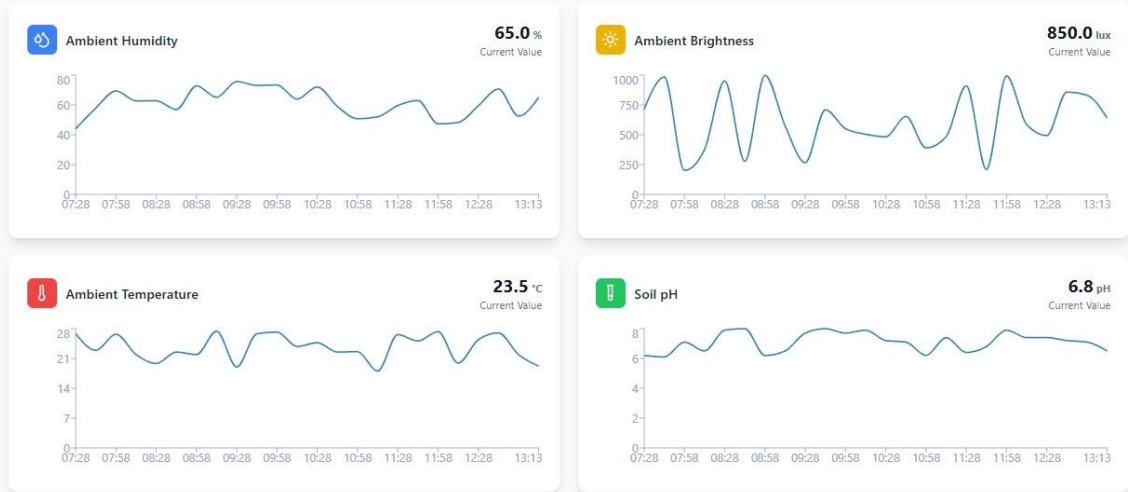 Ambient Humidity
65.0 %
Current Value
80
60
40
20
0
07:28 07:58 08:28 08:58 09:28 09:58 10:28 10:58 11:28 11:58 12:28 13:13
Ambient Brightness
850.0 lux
Current Value
1000
750
500
250
0
07:28 07:58 08:28 08:58 09:28 09:58 10:28 10:58 11:28 11:58 12:28 13:13
Ambient Temperature
23.5 °C
Current Value
28
21
14
7
0
07:28 07:58 08:28 08:58 09:28 09:58 10:28 10:58 11:28 11:58 12:28 13:13
Soil pH
6.8 pH
Current Value
8
6
4
2
0
07:28 07:58 08:28 08:58 09:28 09:58 10:28 10:58 11:28 11:58 12:28 13:13